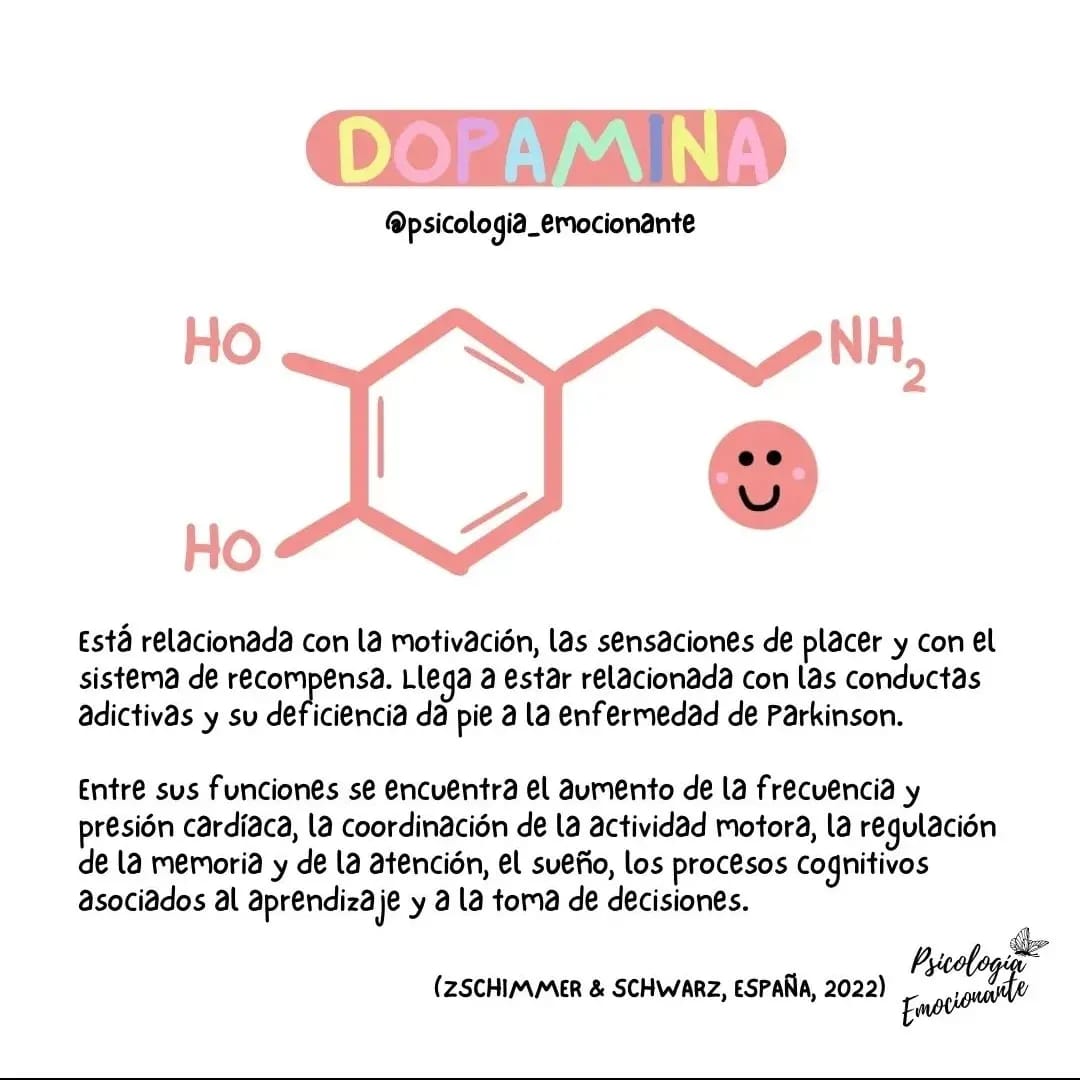 DOPAMINA
@psicologia_emocionante
HO
NH2
HO
Está relacionada con la motivación, las sensaciones de placer y con el
sistema de recompensa. Llega a estar relacionada con las conductas
adictivas y su deficiencia da pie a la enfermedad de Parkinson.
Entre sus funciones se encuentra el aumento de la frecuencia y
presión cardíaca, la coordinación de la actividad motora, la regulación
de la memoria y de la atención, el sueño, los procesos cognitivos
asociados al aprendizaje y a la toma de decisiones.
(ZSCHIMMER & SCHWARZ, ESPAÑA, 2022)
Psicología
Emocionante